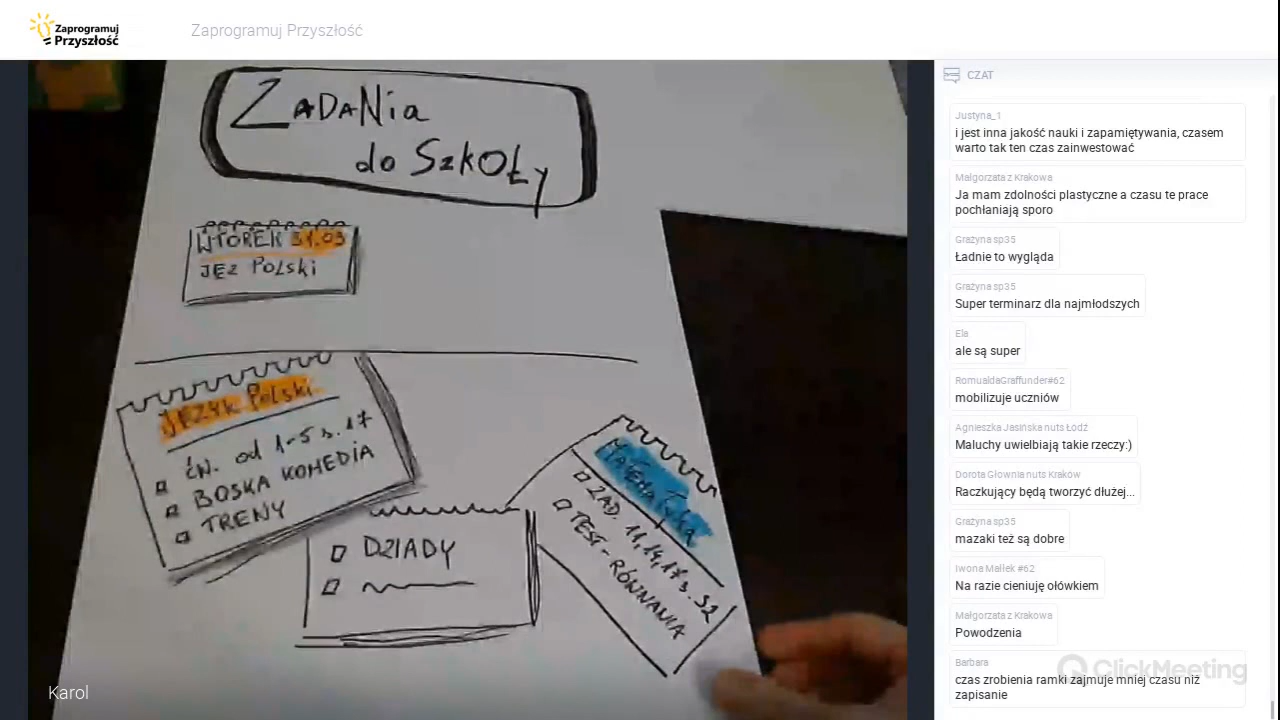 Zaprogramuj
Przyszłość
Zaprogramuj Przyszłość
ZADANia
do SZKOŁy
WTOREK 31.03
JĘZ POLSKI
JĘZYK POLSKI
ĆW. od 1-5 s. 17
BOSKA KOMEDIA
TRENY
DZIADY
MATEMATYKA
ZAD. 11, 14, 17 s. 52
TEST - RÓWNANIA
Karol
CZAT
Justyna_1
i jest inna jakość nauki i zapamiętywania, czasem
warto tak ten czas zainwestować
Małgorzata z Krakowa
Ja mam zdolności plastyczne a czasu te prace
pochłaniają sporo
Grażyna sp35
Ładnie to wygląda
Grażyna sp35
Super terminarz dla najmłodszych
Ela
ale są super
RomualdaGraffunder#62
mobilizuje uczniów
Agnieszka Jasińska nuts Łodź
Maluchy uwielbiają takie rzeczy:)
Dorota Głownia nuts Kraków
Raczkujący będą tworzyć dłużej...
Grażyna sp35
mazaki też są dobre
Iwona Malłek #62
Na razie cieniuję ołówkiem
Małgorzata z Krakowa
Powodzenia
Barbara
czas zrobienia ramki zajmuje mniej czasu niż
zapisanie
ClickMeeting